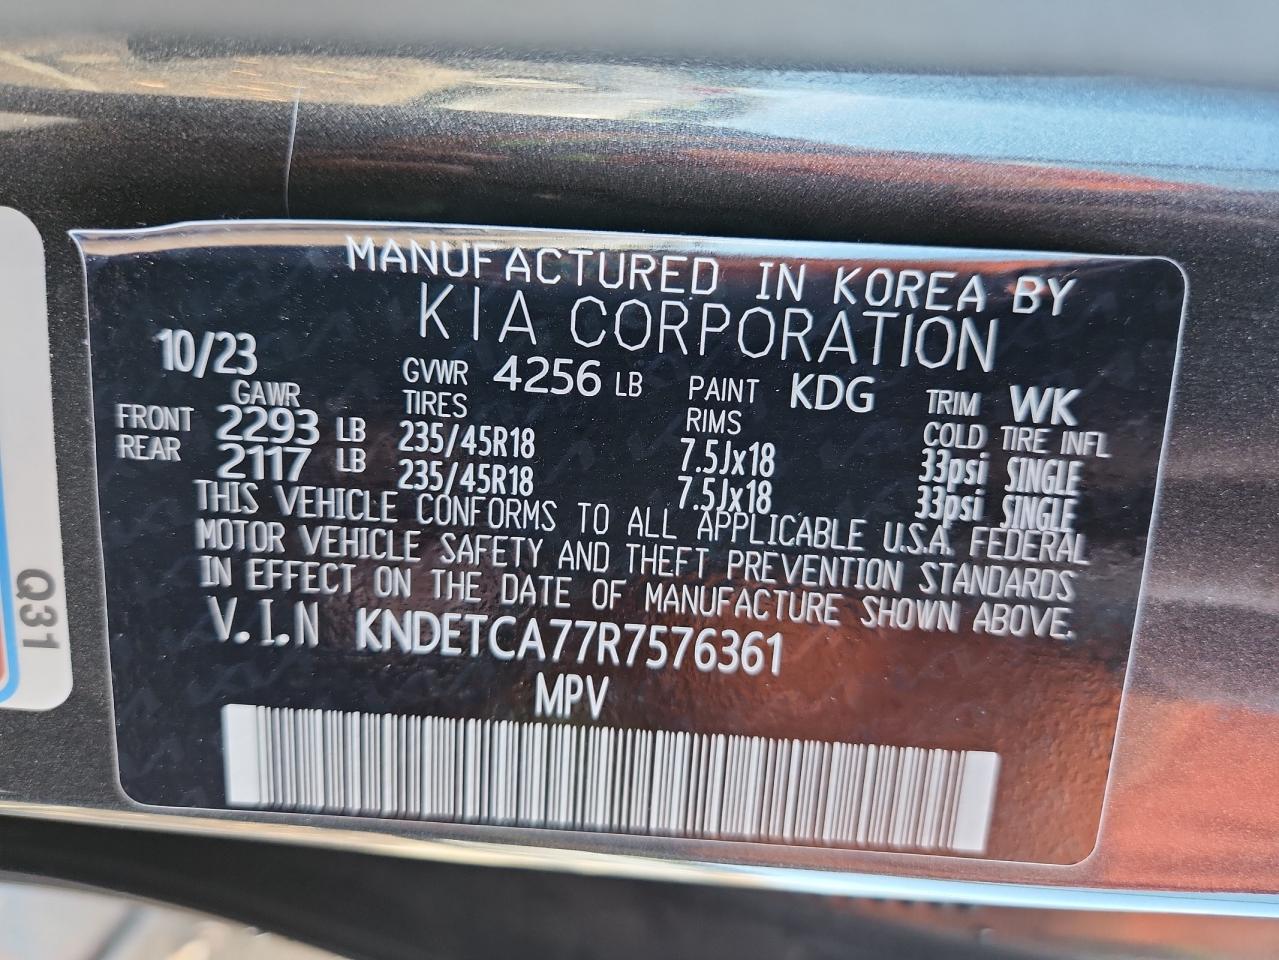 MANUFACTURED IN KOREA BY
KIA CORPORATION
10/23 GVWR 4256 LB PAINT KDG TRIM WK
GAWR TIRES RIMS COLD TIRE INFL
FRONT 2293 LB 235/45R18 7.5Jx18 33psi SINGLE
REAR 2117 LB 235/45R18 7.5Jx18 33psi SINGLE
THIS VEHICLE CONFORMS TO ALL APPLICABLE U.S.A. FEDERAL
MOTOR VEHICLE SAFETY AND THEFT PREVENTION STANDARDS
IN EFFECT ON THE DATE OF MANUFACTURE SHOWN ABOVE.
V.I.N KNDETCA77R7576361
MPV
Q31